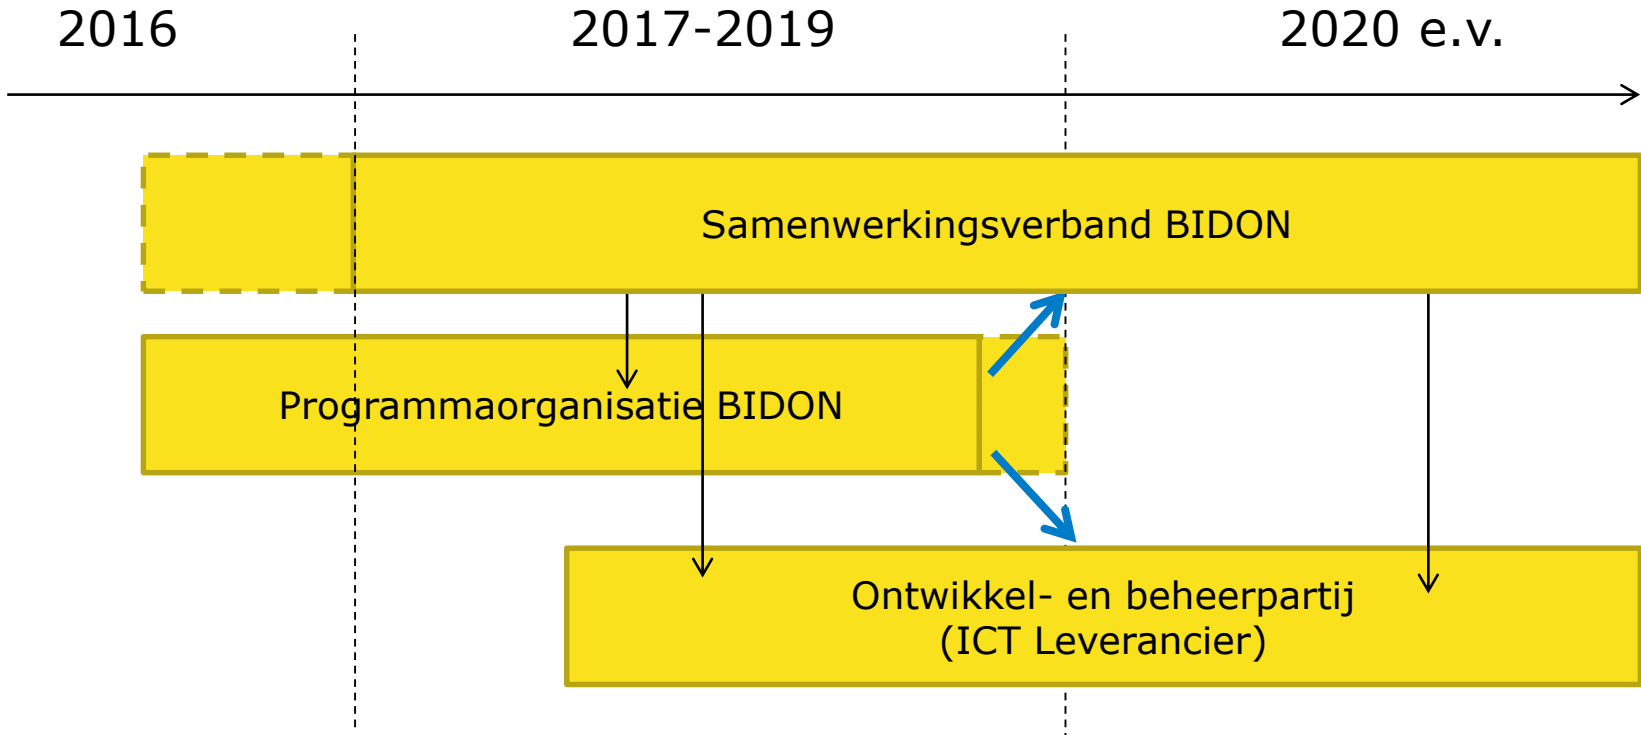 2016
2017-2019
2020 e.v.
Samenwerkingsverband BIDON
Programmaorganisatie BIDON
Ontwikkel- en beheerpartij
(ICT Leverancier)